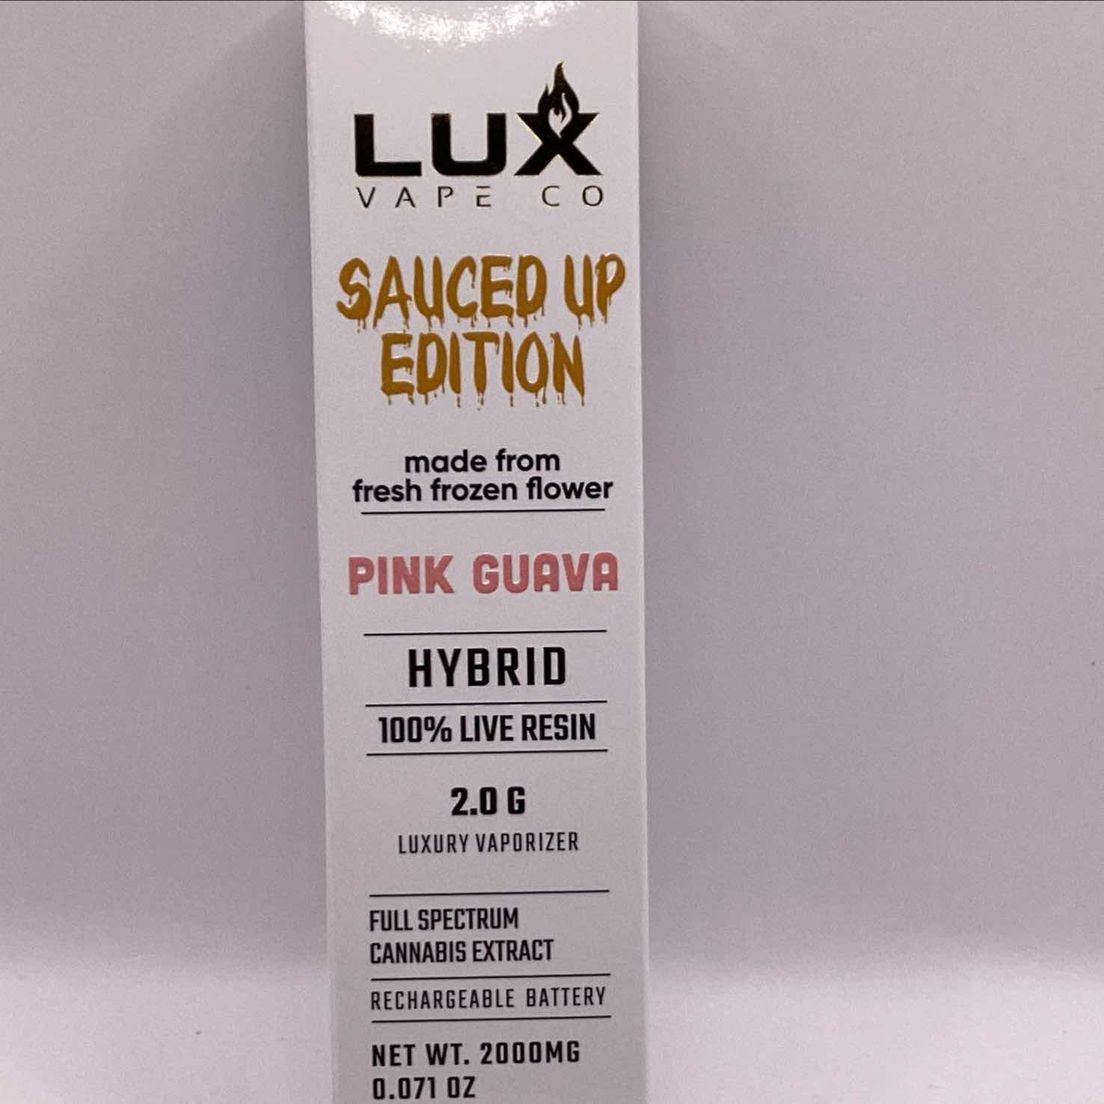 LUX
VAPE CO
SAUCED UP
EDITION
made from
fresh frozen flower
PINK GUAVA
HYBRID
100% LIVE RESIN
2.0 G
LUXURY VAPORIZER
FULL SPECTRUM
CANNABIS EXTRACT
RECHARGEABLE BATTERY
NET WT. 2000MG
0.071 OZ